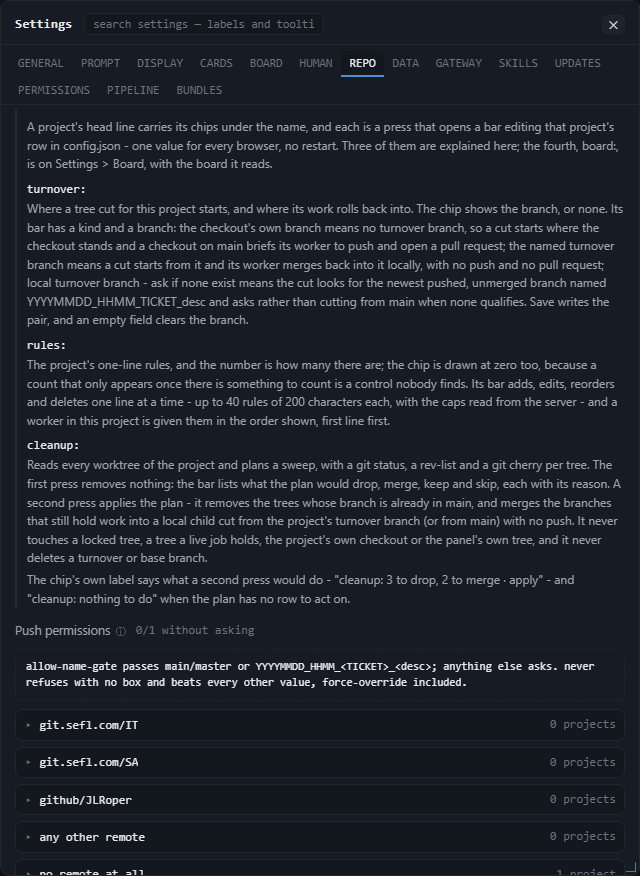 Settings
search settings — labels and toolti
GENERAL PROMPT DISPLAY CARDS BOARD HUMAN REPO DATA GATEWAY SKILLS UPDATES
PERMISSIONS PIPELINE BUNDLES
A project's head line carries its chips under the name, and each is a press that opens a bar editing that project's
row in config.json - one value for every browser, no restart. Three of them are explained here; the fourth, board:,
is on Settings > Board, with the board it reads.
turnover:
Where a tree cut for this project starts, and where its work rolls back into. The chip shows the branch, or none. Its
bar has a kind and a branch: the checkout's own branch means no turnover branch, so a cut starts where the
checkout stands and a checkout on main briefs its worker to push and open a pull request; the named turnover
branch means a cut starts from it and its worker merges back into it locally, with no push and no pull request;
local turnover branch - ask if none exist means the cut looks for the newest pushed, unmerged branch named
YYYYMMDD_HHMM_TICKET_desc and asks rather than cutting from main when none qualifies. Save writes the
pair, and an empty field clears the branch.
rules:
The project's one-line rules, and the number is how many there are; the chip is drawn at zero too, because a
count that only appears once there is something to count is a control nobody finds. Its bar adds, edits, reorders
and deletes one line at a time - up to 40 rules of 200 characters each, with the caps read from the server - and a
worker in this project is given them in the order shown, first line first.
cleanup:
Reads every worktree of the project and plans a sweep, with a git status, a rev-list and a git cherry per tree. The
first press removes nothing: the bar lists what the plan would drop, merge, keep and skip, each with its reason. A
second press applies the plan - it removes the trees whose branch is already in main, and merges the branches
that still hold work into a local child cut from the project's turnover branch (or from main) with no push. It never
touches a locked tree, a tree a live job holds, the project's own checkout or the panel's own tree, and it never
deletes a turnover or base branch.
The chip's own label says what a second press would do - "cleanup: 3 to drop, 2 to merge · apply" - and
"cleanup: nothing to do" when the plan has no row to act on.
Push permissions ⓘ 0/1 without asking
allow-name-gate passes main/master or YYYYMMDD_HHMM_<TICKET>_<desc>; anything else asks. never
refuses with no box and beats every other value, force-override included.
git.sefl.com/IT 0 projects
git.sefl.com/SA 0 projects
github/JLRoper 0 projects
any other remote 0 projects
no remote at all 1 project